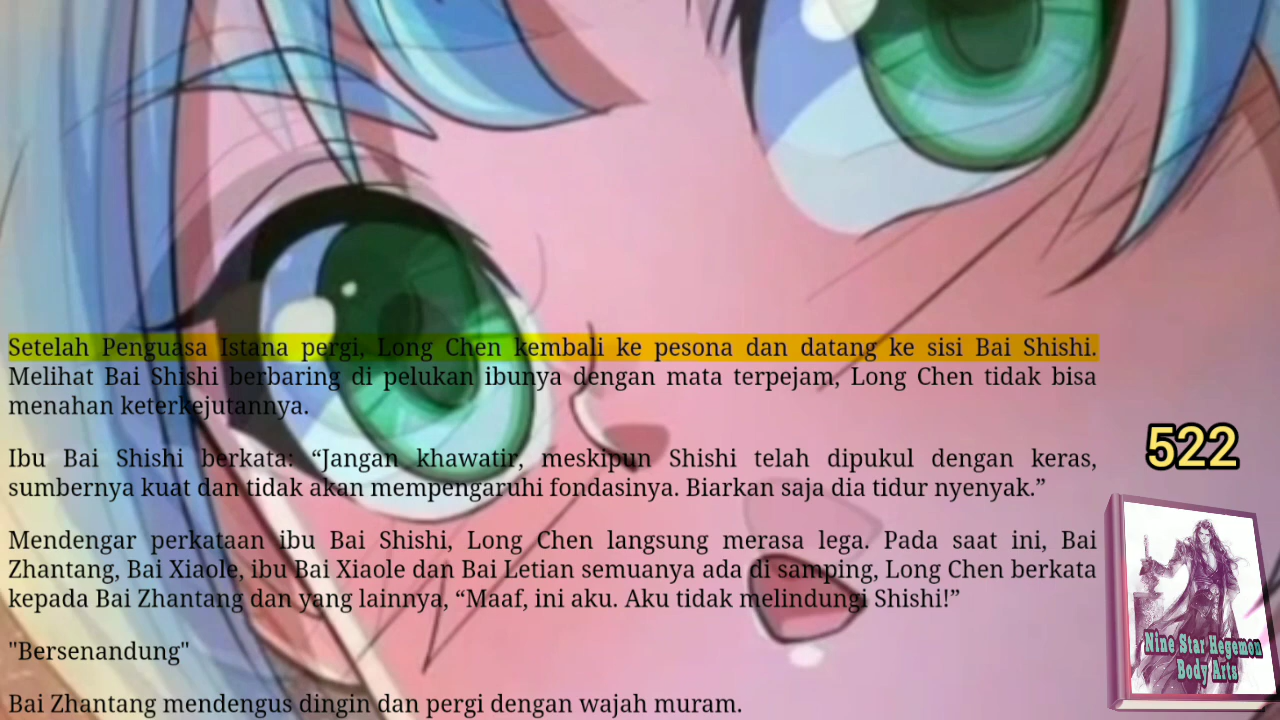 Setelah Penguasa Istana pergi, Long Chen kembali ke pesona dan datang ke sisi Bai Shishi.
Melihat Bai Shishi berbaring di pelukan ibunya dengan mata terpejam, Long Chen tidak bisa
menahan keterkejutannya.
Ibu Bai Shishi berkata: “Jangan khawatir, meskipun Shishi telah dipukul dengan keras,
sumbernya kuat dan tidak akan mempengaruhi fondasinya. Biarkan saja dia tidur nyenyak.”
Mendengar perkataan ibu Bai Shishi, Long Chen langsung merasa lega. Pada saat ini, Bai
Zhantang, Bai Xiaole, ibu Bai Xiaole dan Bai Letian semuanya ada di samping, Long Chen berkata
kepada Bai Zhantang dan yang lainnya, “Maaf, ini aku. Aku tidak melindungi Shishi!”
"Bersenandung"
Bai Zhantang mendengus dingin dan pergi dengan wajah muram.
522
Nine Star Hegemon
Body Arts